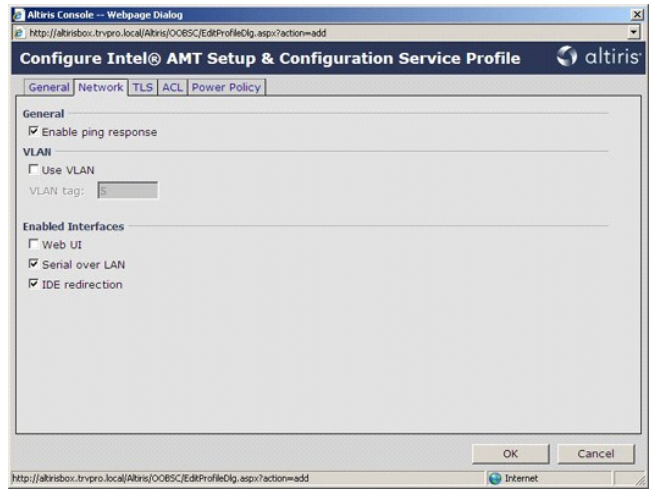 Altiris Console -- Webpage Dialog
http://altirisbox.trvpro.local/Altiris/OOBSC/EditProfileDlg.aspx?action=add
Configure Intel® AMT Setup & Configuration Service Profile
altiris
General Network TLS ACL Power Policy
General
Enable ping response
VLAN
Use VLAN
VLAN tag: 5
Enabled Interfaces
Web UI
Serial over LAN
IDE redirection
OK Cancel
http://altirisbox.trvpro.local/Altiris/OOBSC/EditProfileDlg.aspx?action=add Internet